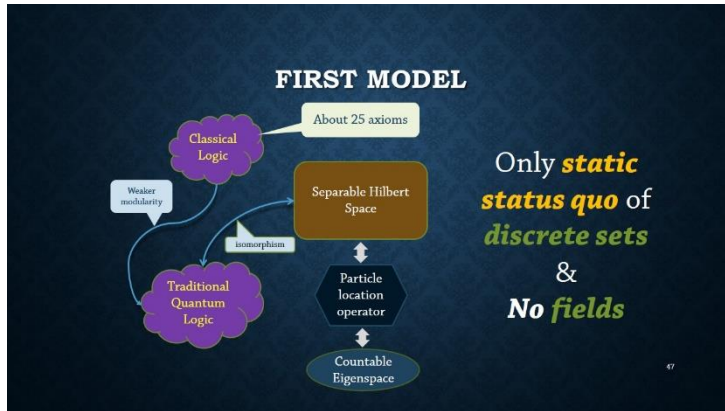 FIRST MODEL
About 25 axioms
Classical
Logic
Weaker
modularity
Separable Hilbert
Space
isomorphism
Traditional
Quantum
Logic
Particle
location
operator
Countable
Eigenspace
Only static
status quo of
discrete sets
&
No fields
47